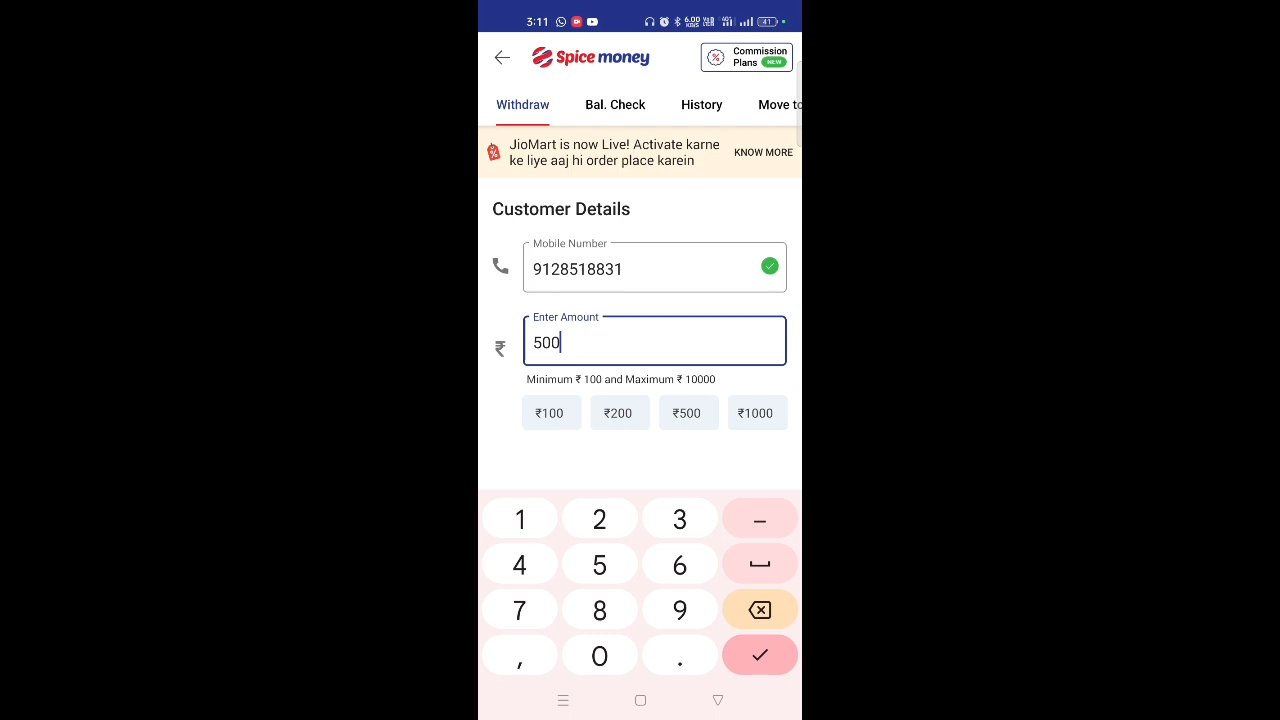 3:11
41
Spice money
Commission
Plans NEW
Withdraw Bal. Check History Move to
JioMart is now Live! Activate karne
ke liye aaj hi order place karein
KNOW MORE
Customer Details
Mobile Number
9128518831
Enter Amount
₹ 500
Minimum ₹ 100 and Maximum ₹ 10000
₹100 ₹200 ₹500 ₹1000
1 2 3 –
4 5 6
7 8 9
, 0 .